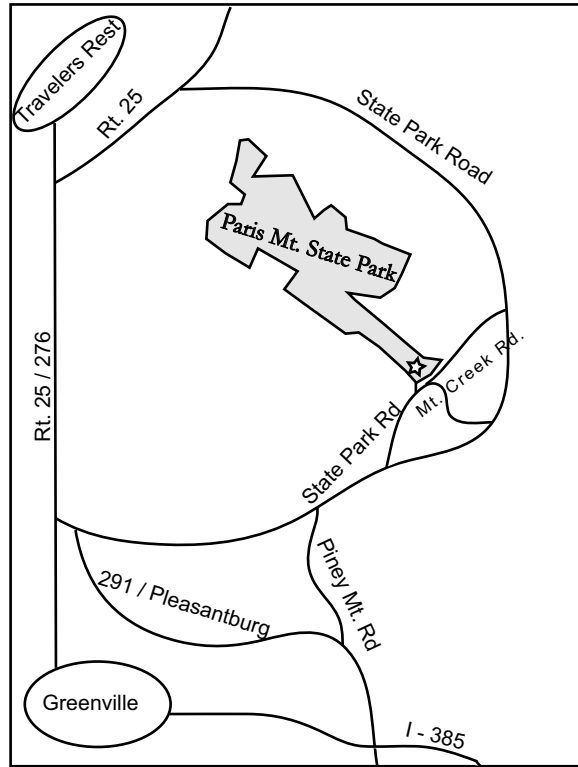 Travelers Rest
Rt. 25
State Park Road
Paris Mt. State Park
Rt. 25 / 276
Mt. Creek Rd.
State Park Rd
Piney Mt. Rd
291 / Pleasantburg
Greenville
I - 385